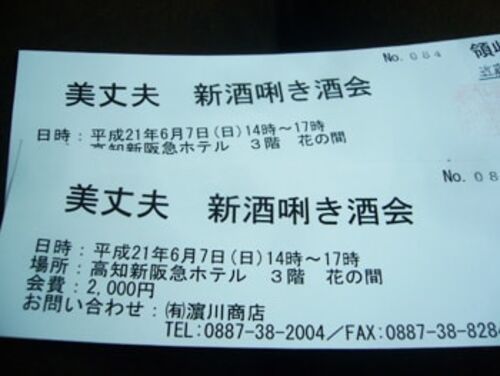 No. 084
領収
美丈夫 新酒唎き酒会
日時：平成21年6月7日(日)14時～17時
高知新阪急ホテル 3階 花の間
No. 08
美丈夫 新酒唎き酒会
日時：平成21年6月7日(日)14時～17時
場所：高知新阪急ホテル 3階 花の間
会費：2,000円
お問い合わせ：㈲濵川商店
TEL:0887-38-2004／FAX:0887-38-8284